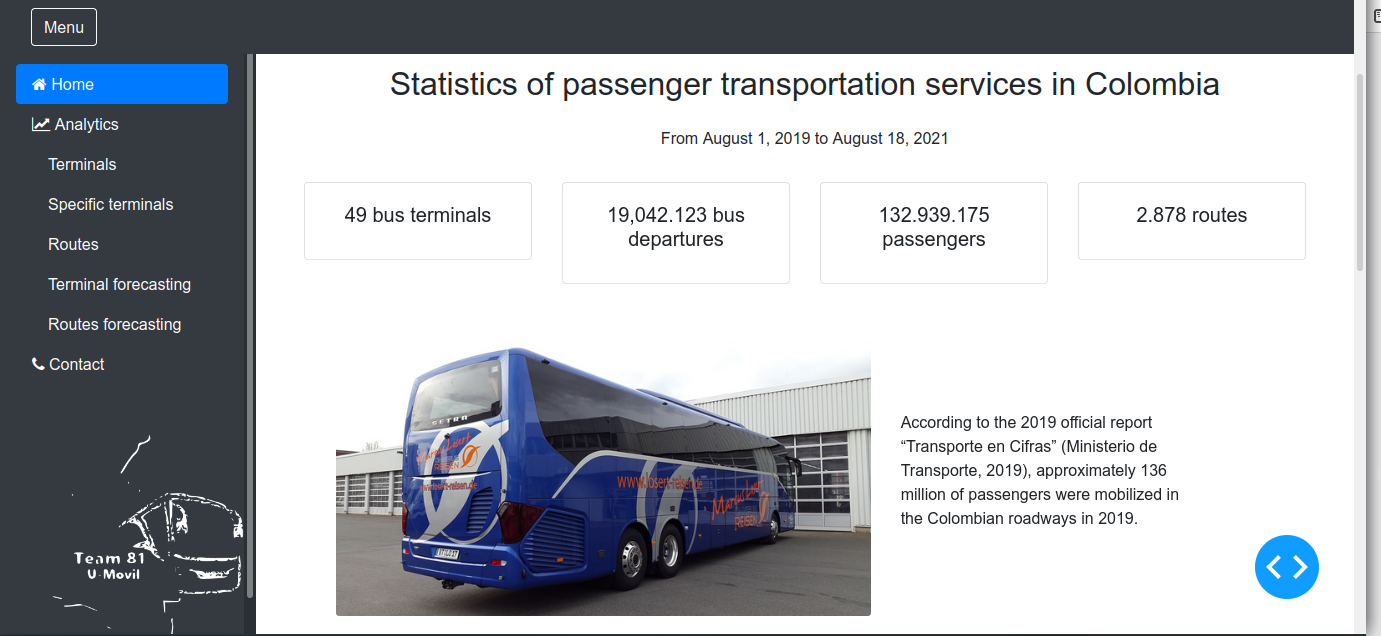 Menu
Home
Analytics
Terminals
Specific terminals
Routes
Terminal forecasting
Routes forecasting
Contact
Team 81
U-Movil
Statistics of passenger transportation services in Colombia
From August 1, 2019 to August 18, 2021
49 bus terminals
19,042.123 bus
departures
132.939.175
passengers
2.878 routes
SETRA
REISEN
www.losert-reisen.de
REISEN
According to the 2019 official report
“Transporte en Cifras” (Ministerio de
Transporte, 2019), approximately 136
million of passengers were mobilized in
the Colombian roadways in 2019.